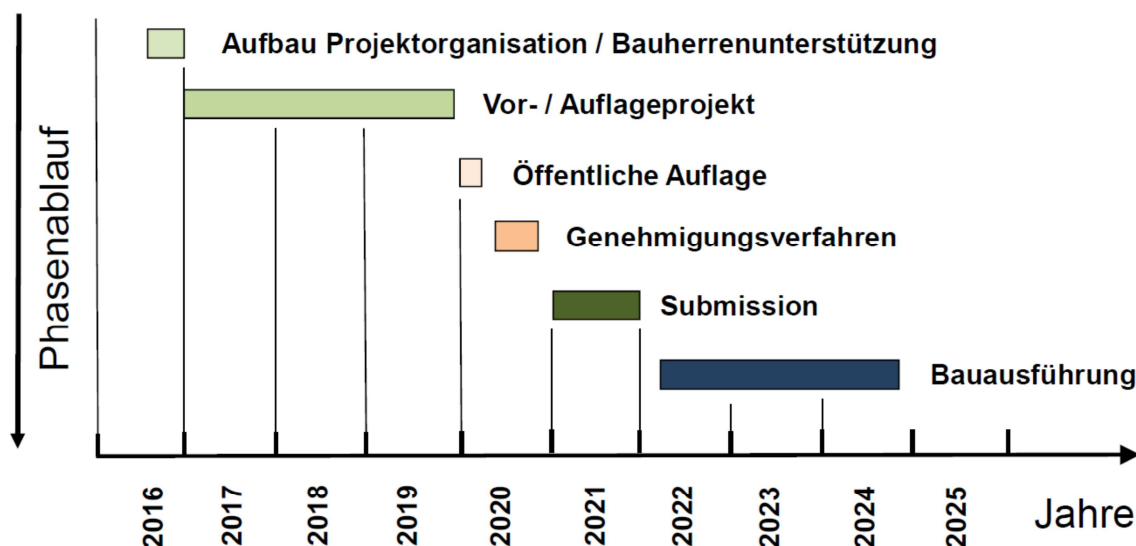 Aufbau Projektorganisation / Bauherrenunterstützung
Vor- / Auflageprojekt
Öffentliche Auflage
Genehmigungsverfahren
Submission
Bauausführung
Phasenablauf
2016
2017
2018
2019
2020
2021
2022
2023
2024
2025
Jahre